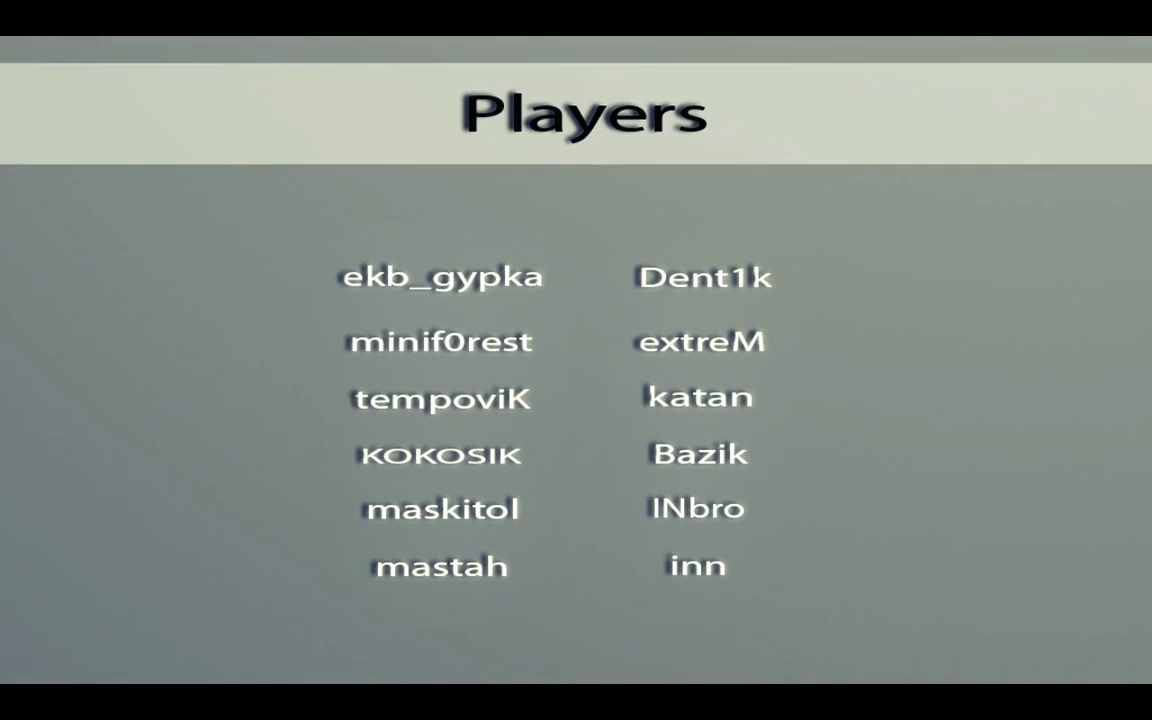 Players
ekb_gypka Dent1k
minif0rest extreM
tempoviK katan
KOKOSIK Bazik
maskitol INbro
mastah inn